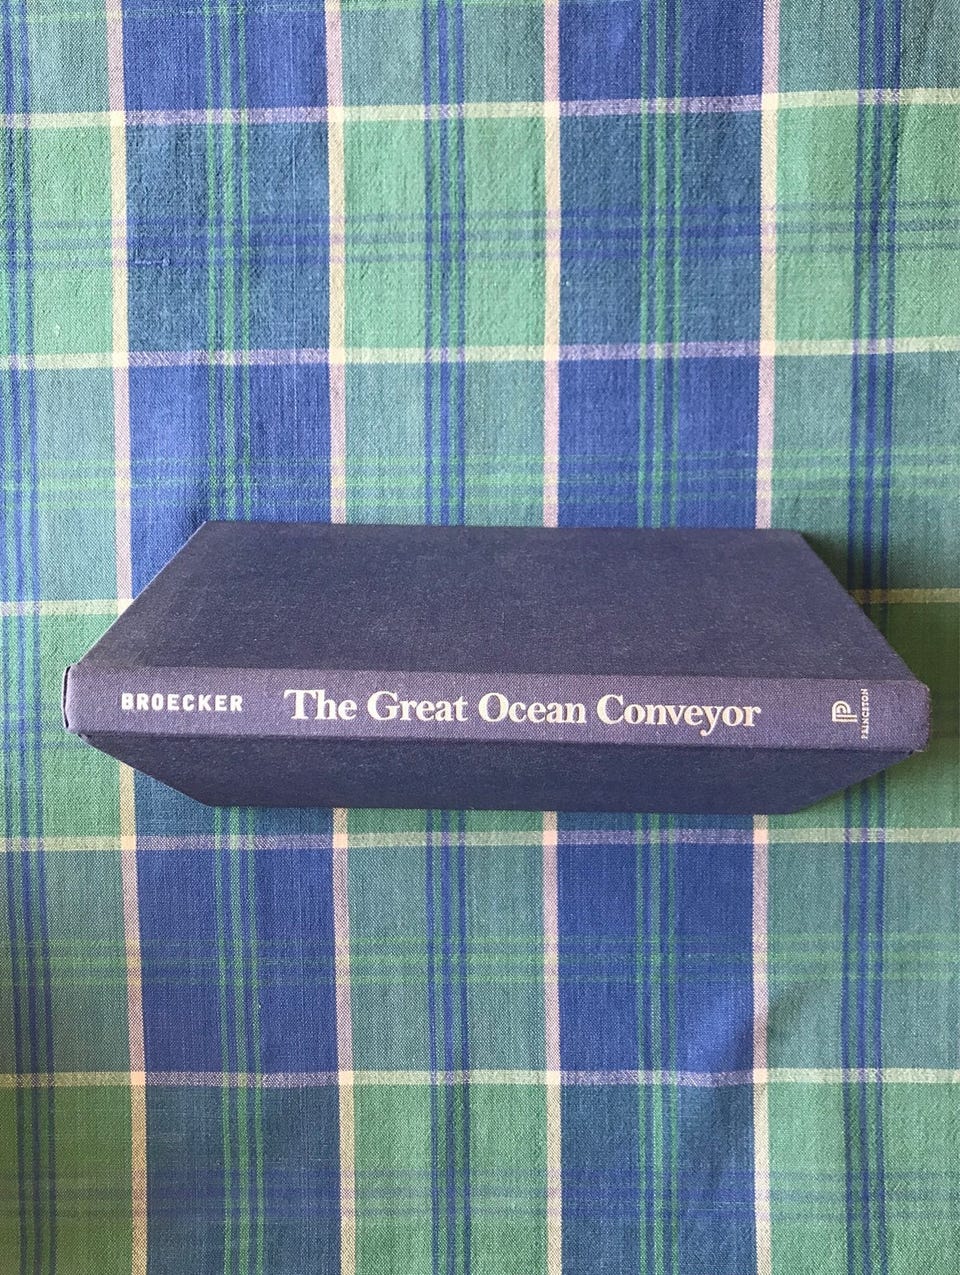 BROECKER
The Great Ocean Conveyor
PRINCETON